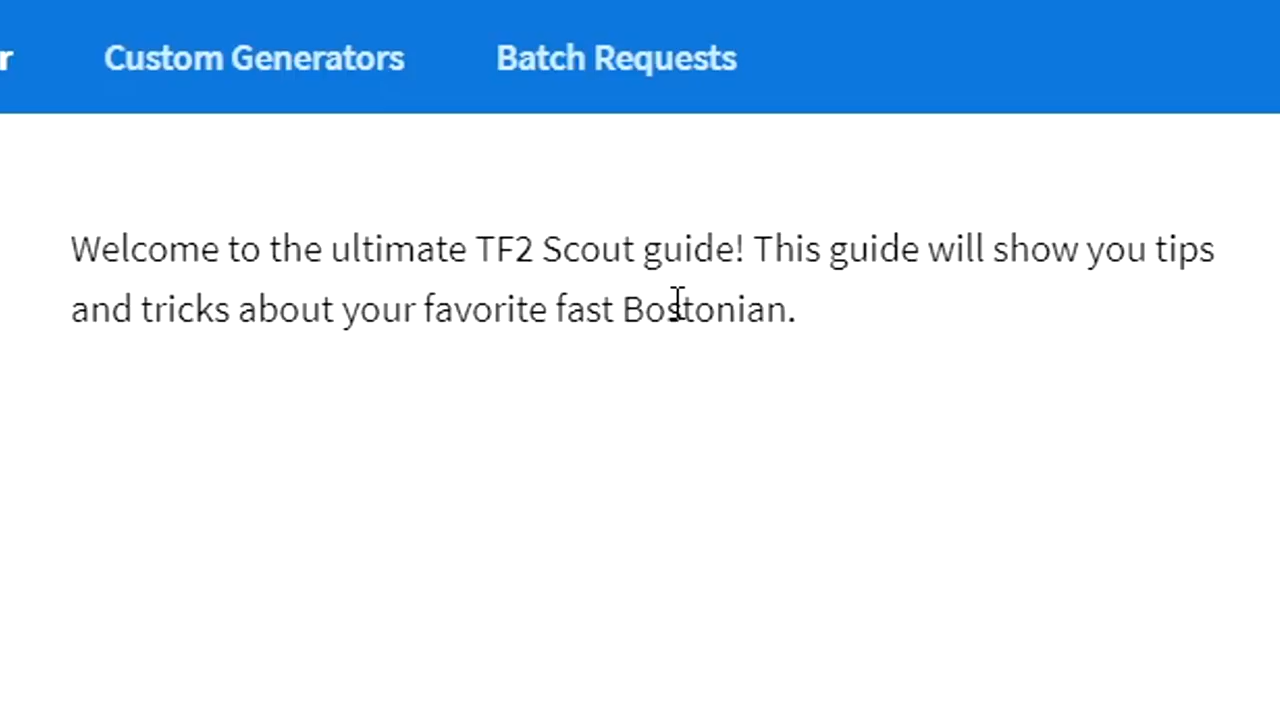 r Custom Generators Batch Requests
Welcome to the ultimate TF2 Scout guide! This guide will show you tips
and tricks about your favorite fast Bostonian.